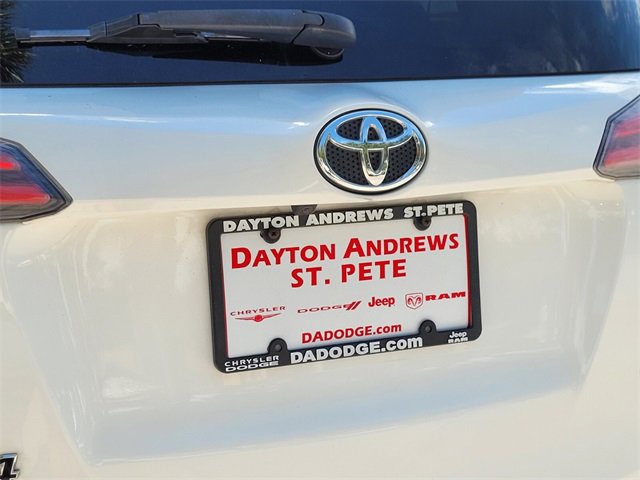 DAYTON ANDREWS ST. PETE
DAYTON ANDREWS
ST. PETE
CHRYSLER DODGE Jeep RAM
DADODGE.com
DADODGE.com
CHRYSLER
DODGE
Jeep
RAM
4